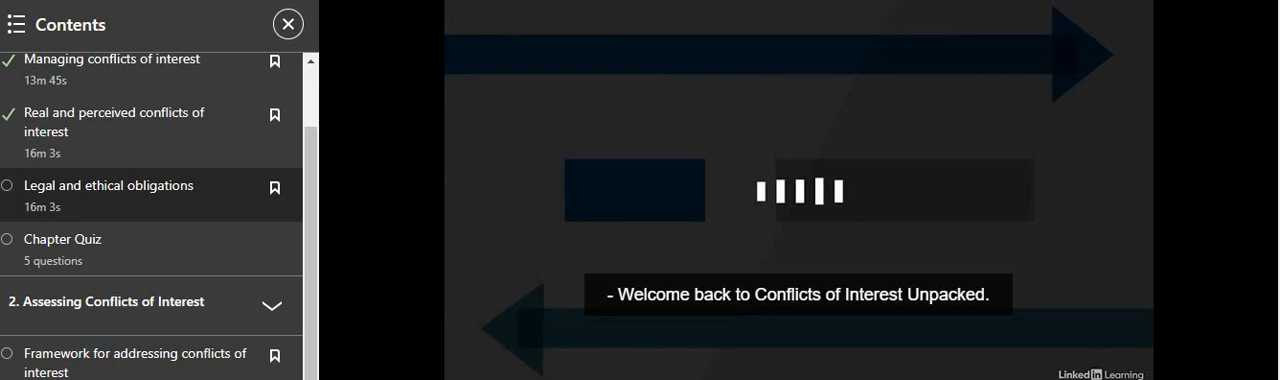 Contents
Managing conflicts of interest
13m 45s
Real and perceived conflicts of
interest
16m 3s
Legal and ethical obligations
16m 3s
Chapter Quiz
5 questions
2. Assessing Conflicts of Interest
Framework for addressing conflicts of
interest
- Welcome back to Conflicts of Interest Unpacked.
Linked in Learning